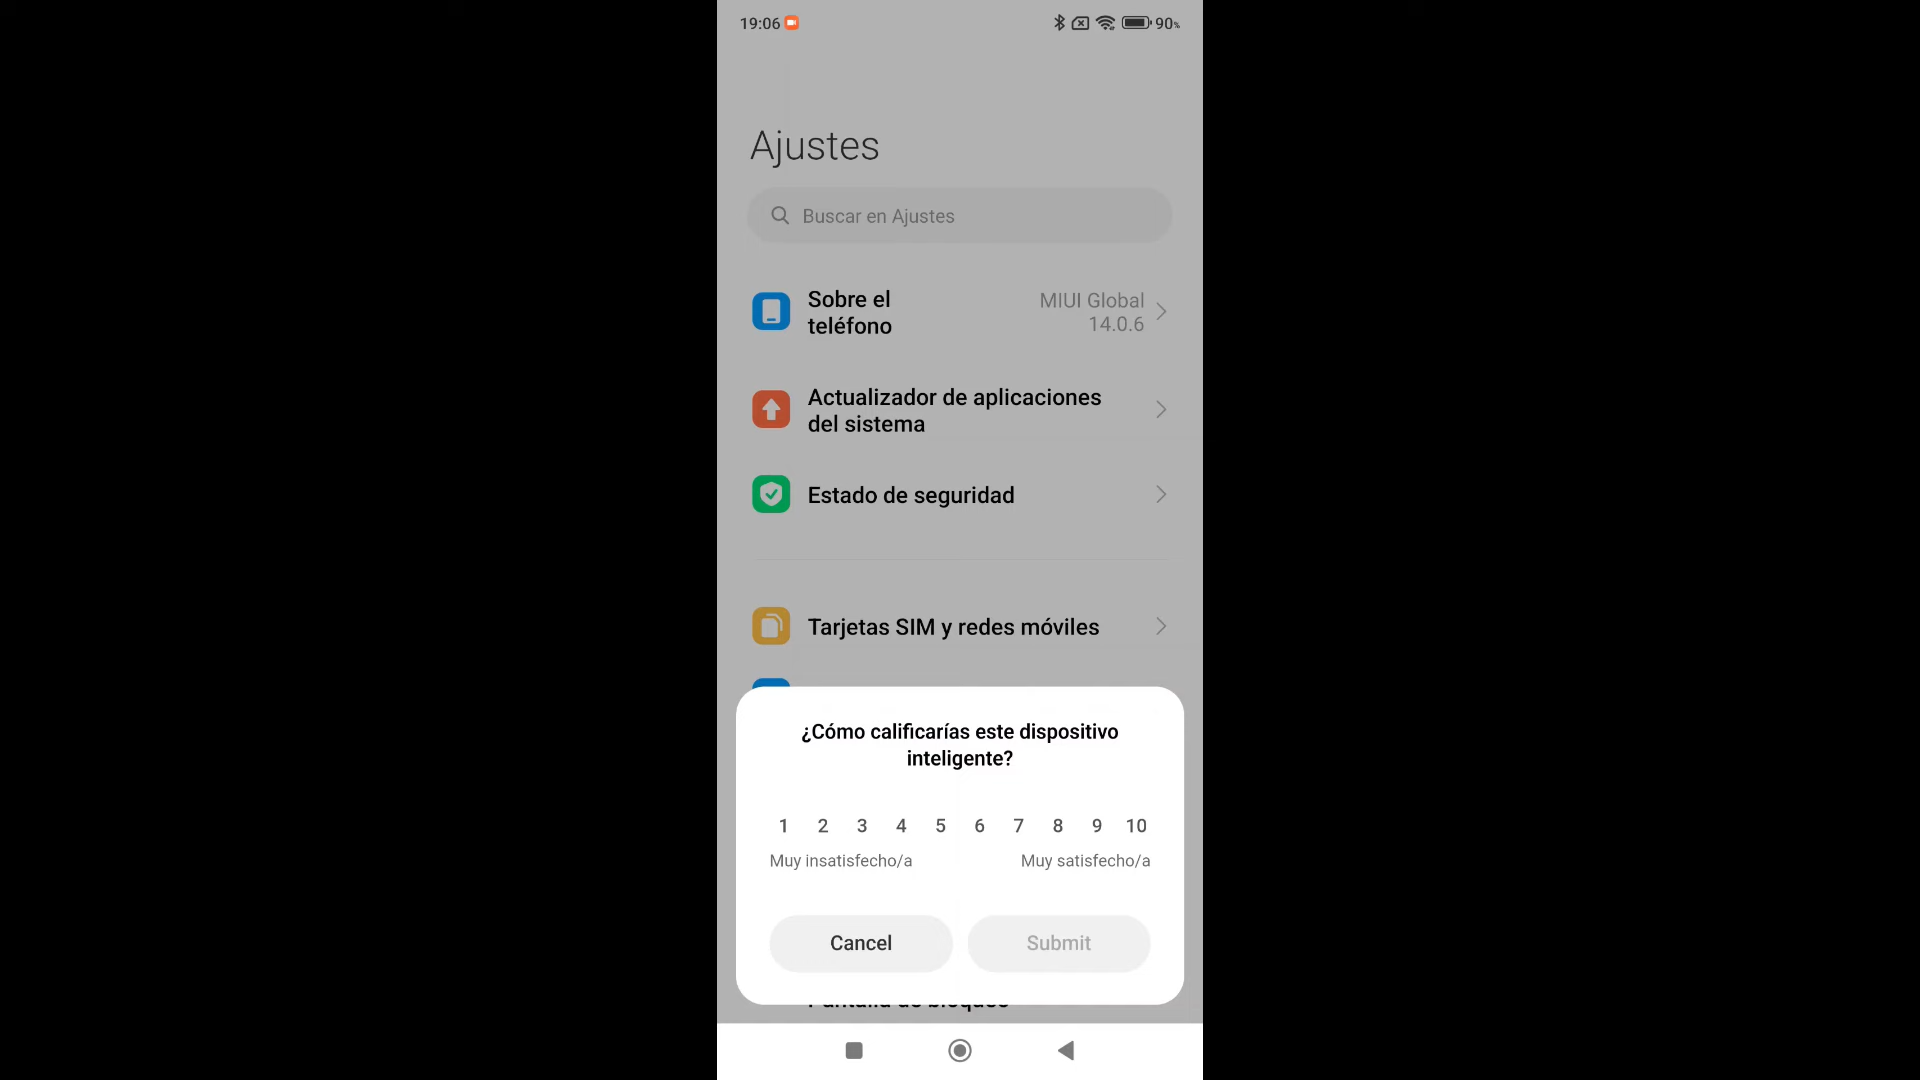 19:06 90%
Ajustes
Buscar en Ajustes
Sobre el
teléfono
MIUI Global
14.0.6
Actualizador de aplicaciones
del sistema
Estado de seguridad
Tarjetas SIM y redes móviles
¿Cómo calificarías este dispositivo
inteligente?
1 2 3 4 5 6 7 8 9 10
Muy insatisfecho/a Muy satisfecho/a
Cancel Submit
Pantalla de bloqueo